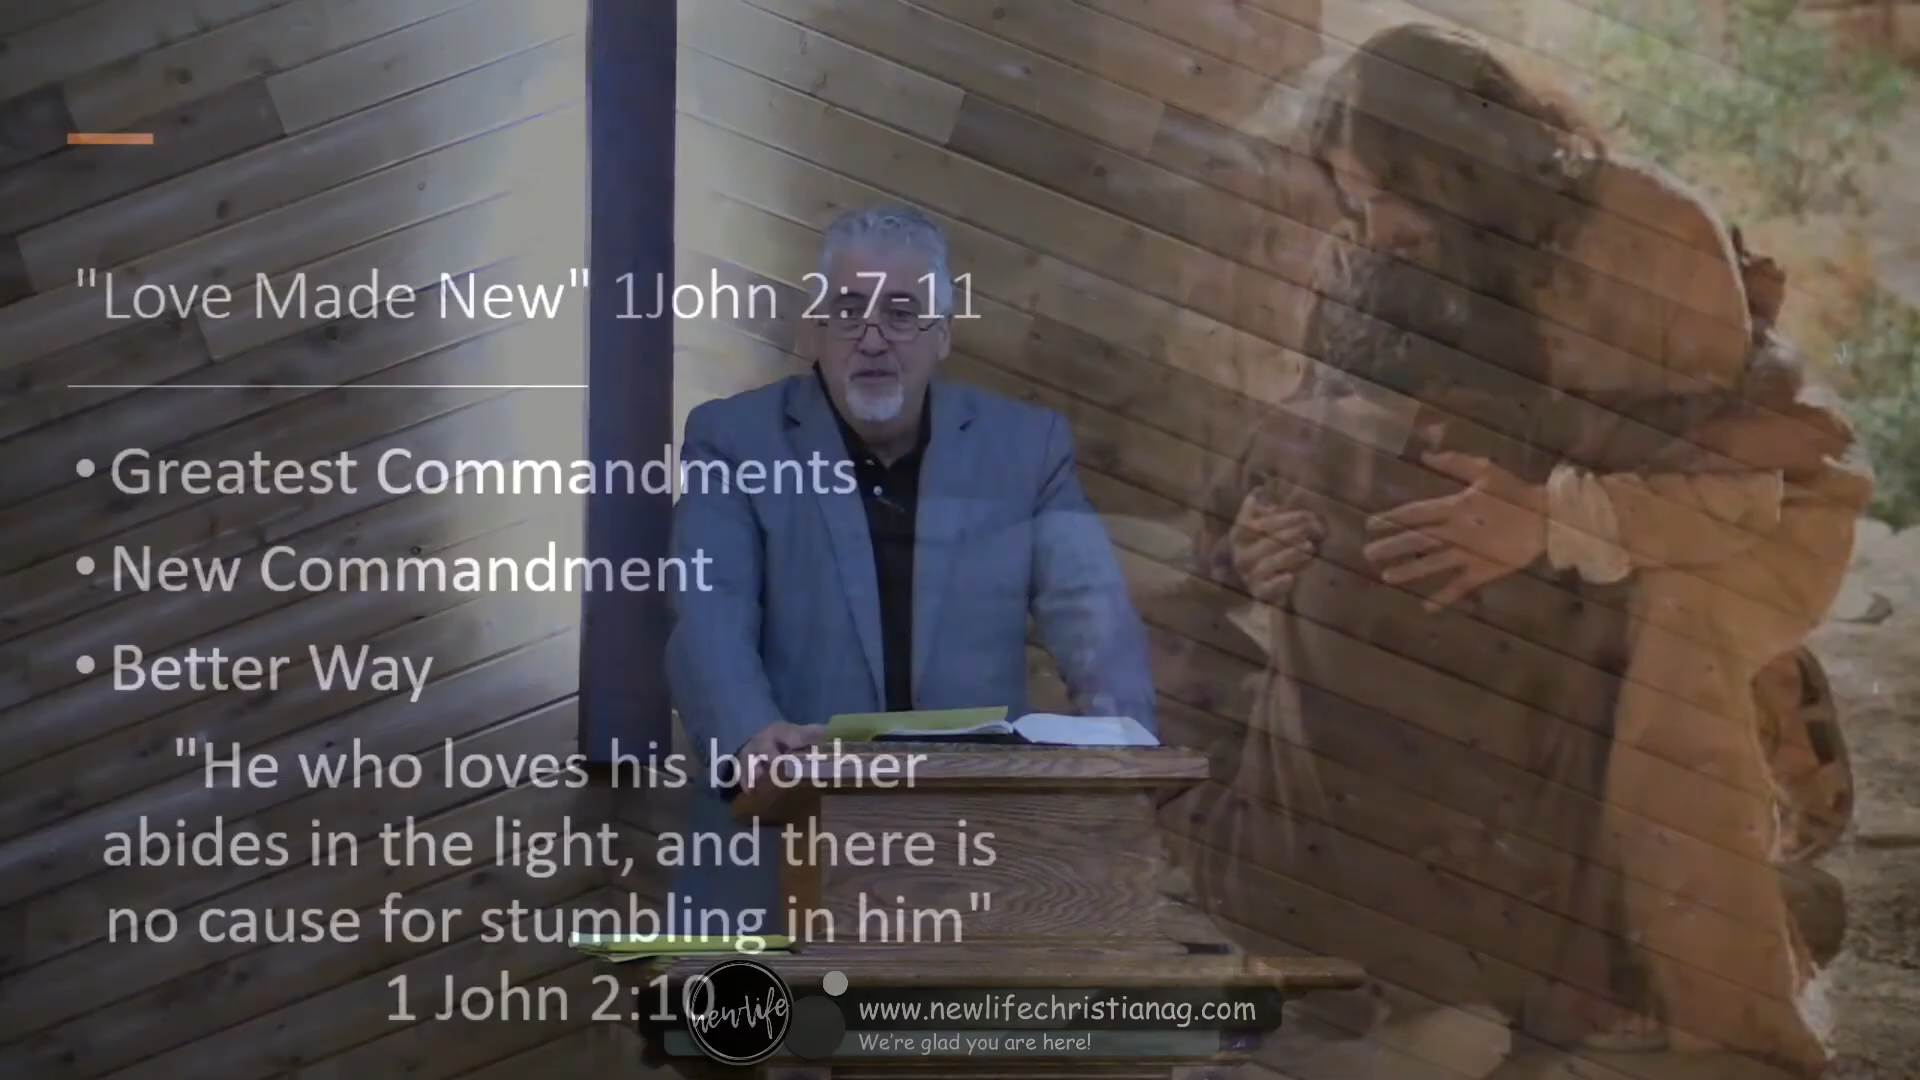 "Love Made New" 1John 2:7-11
• Greatest Commandments
• New Commandment
• Better Way
"He who loves his brother
abides in the light, and there is
no cause for stumbling in him"
1 John 2:10
new life
www.newlifechristianag.com
We're glad you are here!